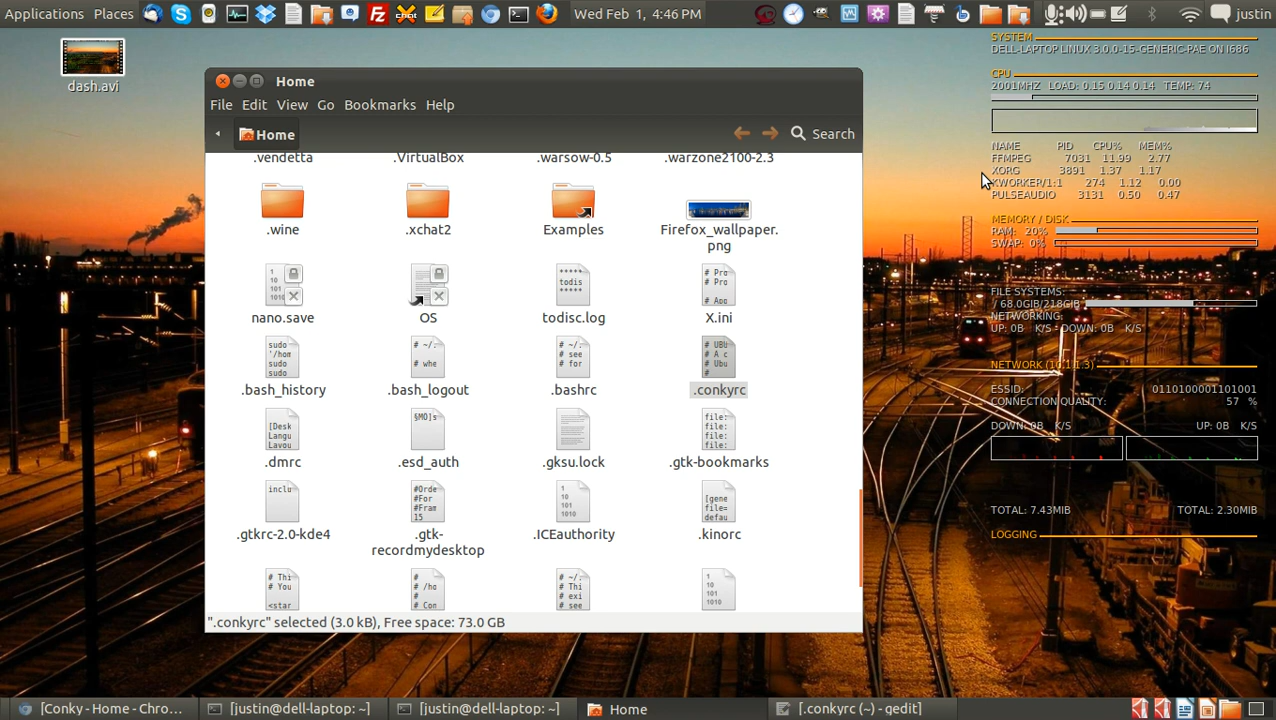 Applications Places Wed Feb 1, 4:46 PM justin
dash.avi
Home
File Edit View Go Bookmarks Help
Home Search
.vendetta .VirtualBox .warsow-0.5 .warzone2100-2.3
.wine .xchat2 Examples Firefox_wallpaper.
png
nano.save OS todisc.log X.ini
.bash_history .bash_logout .bashrc .conkyrc
.dmrc .esd_auth .gksu.lock .gtk-bookmarks
.gtkrc-2.0-kde4 .gtk- .ICEauthority .kinorc
recordmydesktop
".conkyrc" selected (3.0 kB), Free space: 73.0 GB
SYSTEM
DELL-LAPTOP LINUX 3.0.0-15-GENERIC-PAE ON I686
CPU
2001MHZ LOAD: 0.15 0.14 0.14 TEMP: 74
NAME PID CPU% MEM%
FFMPEG 7031 11.99 2.77
XORG 3891 1.37 1.17
KWORKER/1:1 274 1.12 0.00
PULSEAUDIO 3131 0.50 0.47
MEMORY / DISK
RAM: 20%
SWAP: 0%
FILE SYSTEMS:
/ 68.0GIB/218GIB
NETWORKING:
UP: 0B K/S - DOWN: 0B K/S
NETWORK (10.1.1.3)
ESSID: 0110100001101001
CONNECTION QUALITY: 57 %
DOWN: 0B K/S UP: 0B K/S
TOTAL: 7.43MIB TOTAL: 2.30MIB
LOGGING
[Conky - Home - Chro... [justin@dell-laptop: ~] [justin@dell-laptop: ~] Home [.conkyrc (~) - gedit]